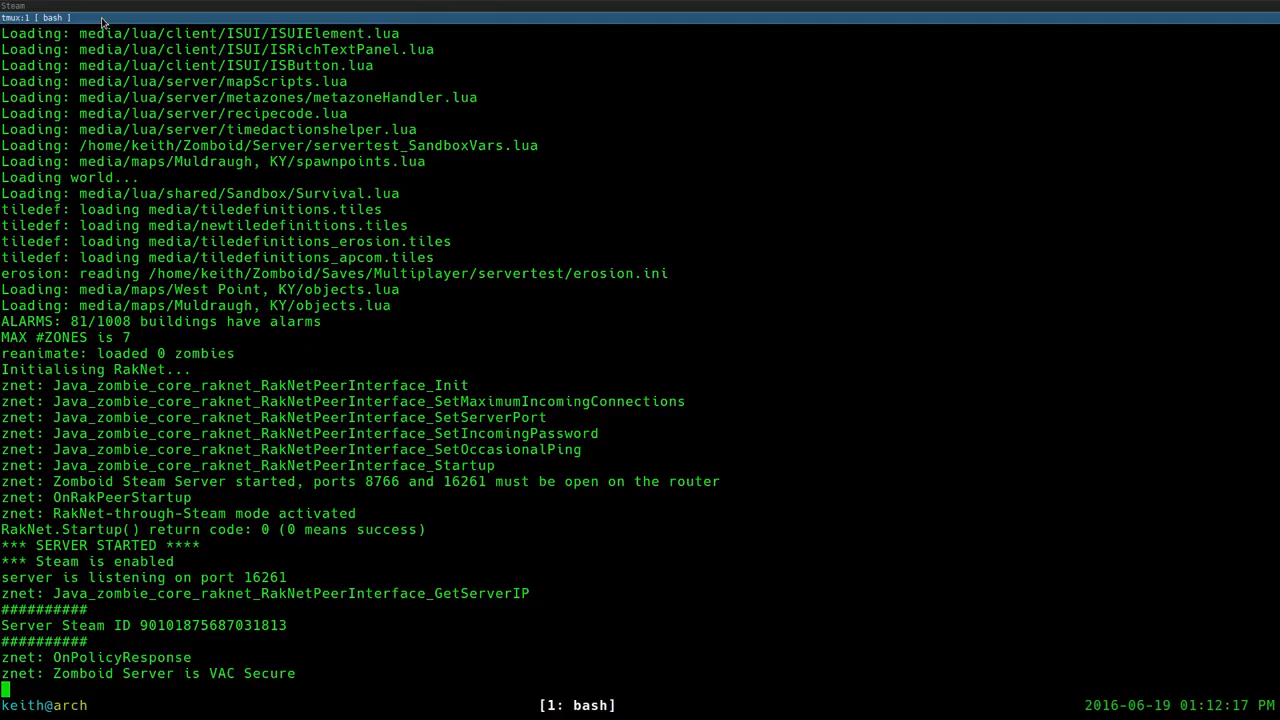 Steam
tmux:1 [ bash ]
Loading: media/lua/client/ISUI/ISUIElement.lua
Loading: media/lua/client/ISUI/ISRichTextPanel.lua
Loading: media/lua/client/ISUI/ISButton.lua
Loading: media/lua/server/mapScripts.lua
Loading: media/lua/server/metazones/metazoneHandler.lua
Loading: media/lua/server/recipecode.lua
Loading: media/lua/server/timedactionshelper.lua
Loading: /home/keith/Zomboid/Server/servertest_SandboxVars.lua
Loading: media/maps/Muldraugh, KY/spawnpoints.lua
Loading world...
Loading: media/lua/shared/Sandbox/Survival.lua
tiledef: loading media/tiledefinitions.tiles
tiledef: loading media/newtiledefinitions.tiles
tiledef: loading media/tiledefinitions_erosion.tiles
tiledef: loading media/tiledefinitions_apcom.tiles
erosion: reading /home/keith/Zomboid/Saves/Multiplayer/servertest/erosion.ini
Loading: media/maps/West Point, KY/objects.lua
Loading: media/maps/Muldraugh, KY/objects.lua
ALARMS: 81/1008 buildings have alarms
MAX #ZONES is 7
reanimate: loaded 0 zombies
Initialising RakNet...
znet: Java_zombie_core_raknet_RakNetPeerInterface_Init
znet: Java_zombie_core_raknet_RakNetPeerInterface_SetMaximumIncomingConnections
znet: Java_zombie_core_raknet_RakNetPeerInterface_SetServerPort
znet: Java_zombie_core_raknet_RakNetPeerInterface_SetIncomingPassword
znet: Java_zombie_core_raknet_RakNetPeerInterface_SetOccasionalPing
znet: Java_zombie_core_raknet_RakNetPeerInterface_Startup
znet: Zomboid Steam Server started, ports 8766 and 16261 must be open on the router
znet: OnRakPeerStartup
znet: RakNet-through-Steam mode activated
RakNet.Startup() return code: 0 (0 means success)
*** SERVER STARTED ****
*** Steam is enabled
server is listening on port 16261
znet: Java_zombie_core_raknet_RakNetPeerInterface_GetServerIP
##########
Server Steam ID 90101875687031813
##########
znet: OnPolicyResponse
znet: Zomboid Server is VAC Secure
keith@arch [1: bash] 2016-06-19 01:12:17 PM